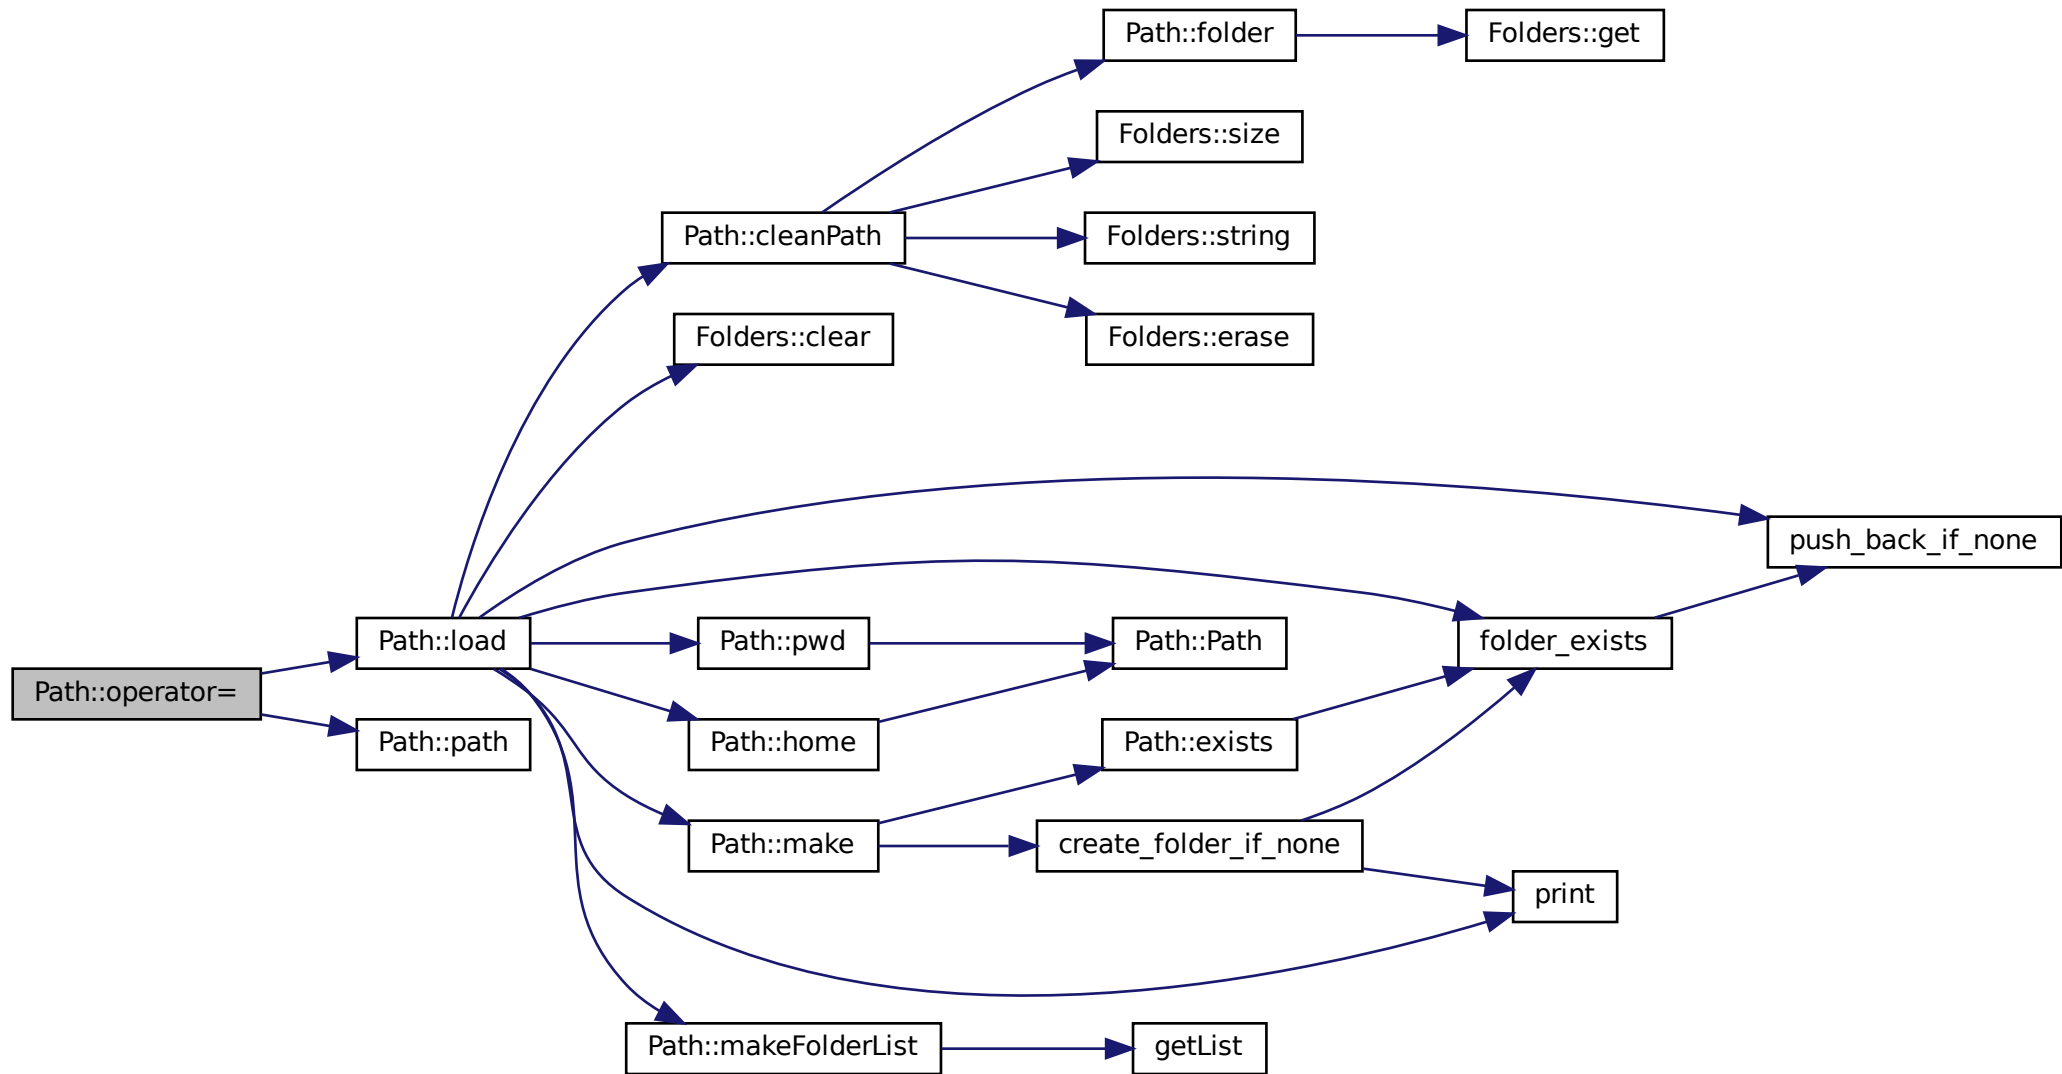 Path::folder
Folders::get
Folders::size
Path::cleanPath
Folders::string
Folders::clear
Folders::erase
push_back_if_none
Path::load
Path::pwd
Path::Path
folder_exists
Path::operator=
Path::path
Path::home
Path::exists
Path::make
create_folder_if_none
print
Path::makeFolderList
getList